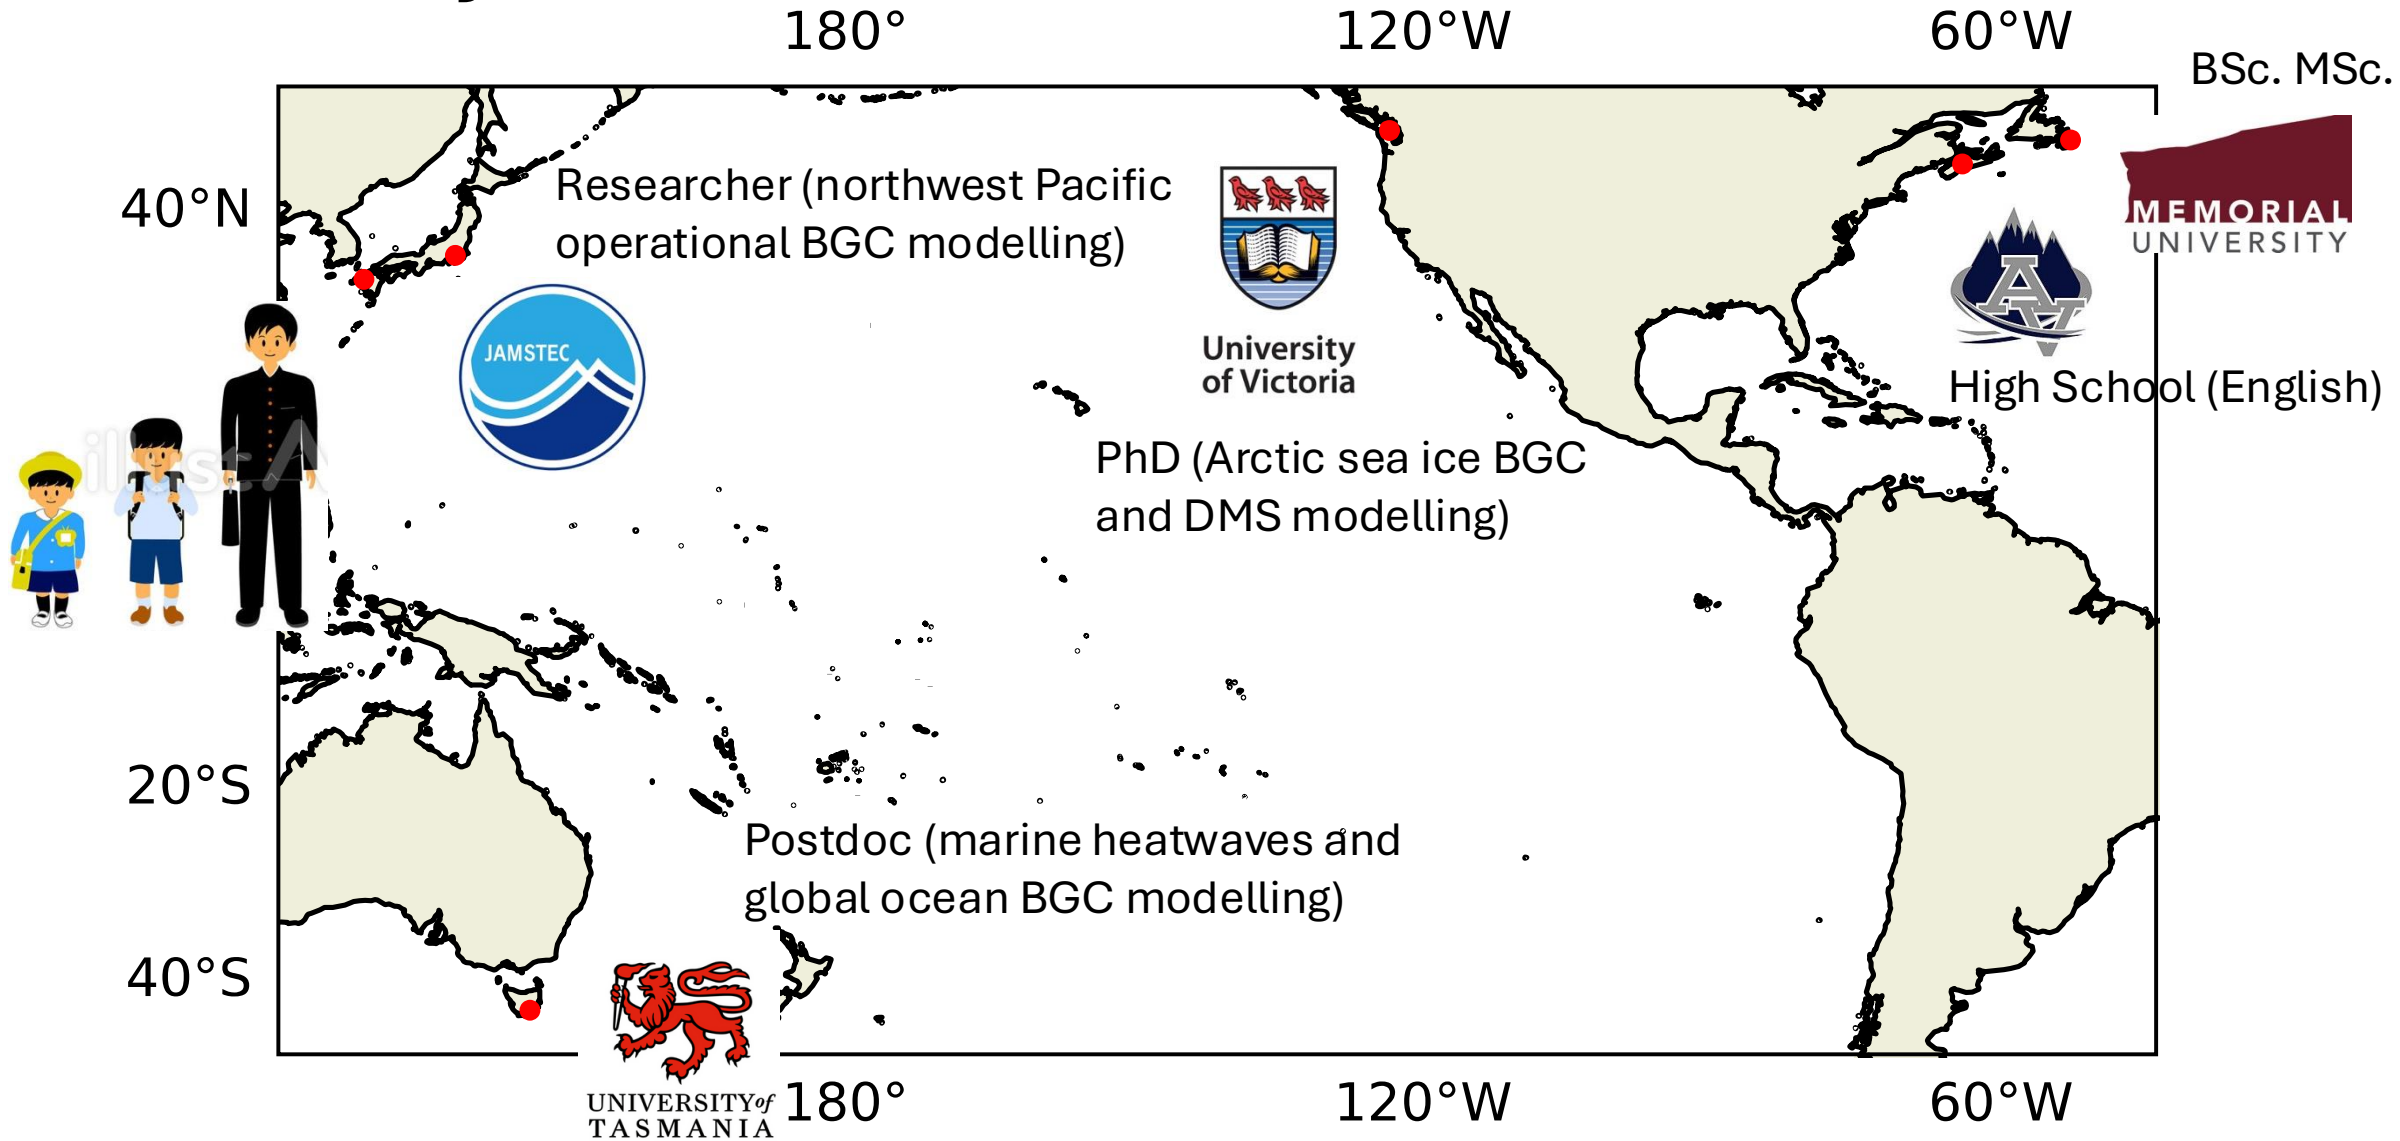 180°
120°W
60°W
BSc. MSc.
40°N
Researcher (northwest Pacific
operational BGC modelling)
MEMORIAL
UNIVERSITY
AV
JAMSTEC
University
of Victoria
High School (English)
PhD (Arctic sea ice BGC
and DMS modelling)
20°S
Postdoc (marine heatwaves and
global ocean BGC modelling)
40°S
UNIVERSITY of
TASMANIA
180°
120°W
60°W